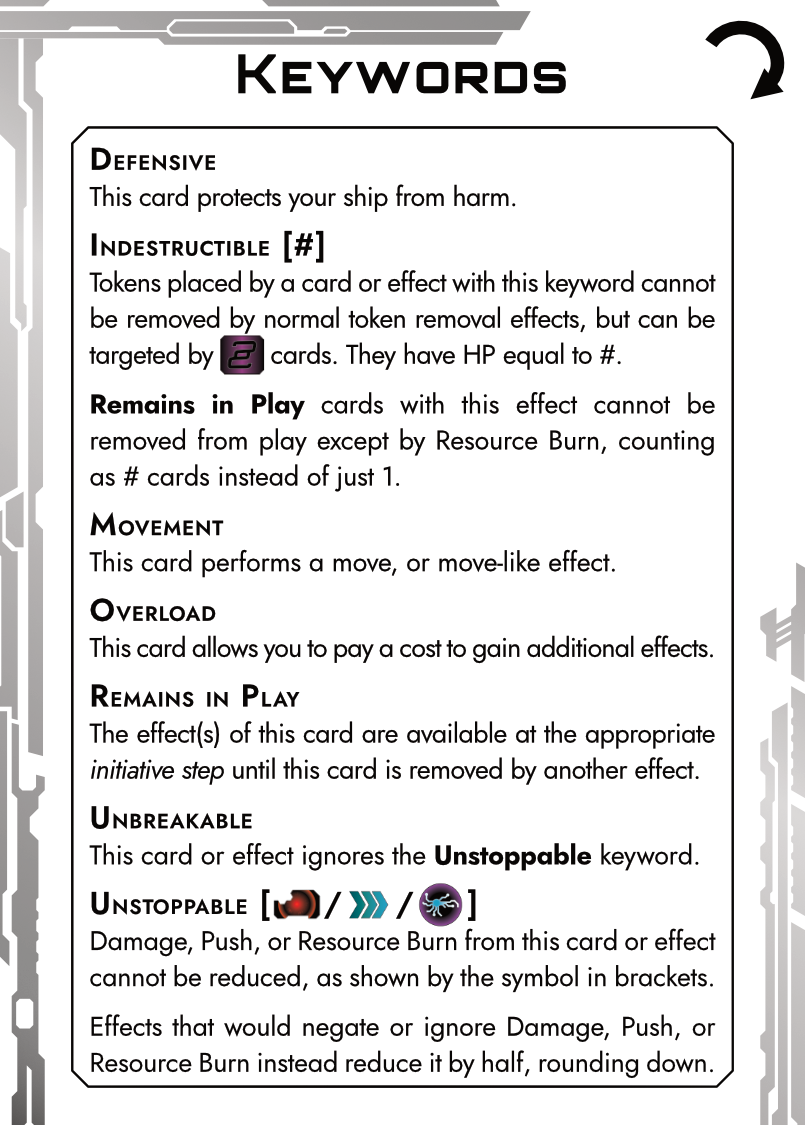 Keywords
Defensive
This card protects your ship from harm.
Indestructible [#]
Tokens placed by a card or effect with this keyword cannot
be removed by normal token removal effects, but can be
targeted by cards. They have HP equal to #.
Remains in Play cards with this effect cannot be
removed from play except by Resource Burn, counting
as # cards instead of just 1.
Movement
This card performs a move, or move-like effect.
Overload
This card allows you to pay a cost to gain additional effects.
Remains in Play
The effect(s) of this card are available at the appropriate
initiative step until this card is removed by another effect.
Unbreakable
This card or effect ignores the Unstoppable keyword.
Unstoppable [ / / ]
Damage, Push, or Resource Burn from this card or effect
cannot be reduced, as shown by the symbol in brackets.
Effects that would negate or ignore Damage, Push, or
Resource Burn instead reduce it by half, rounding down.